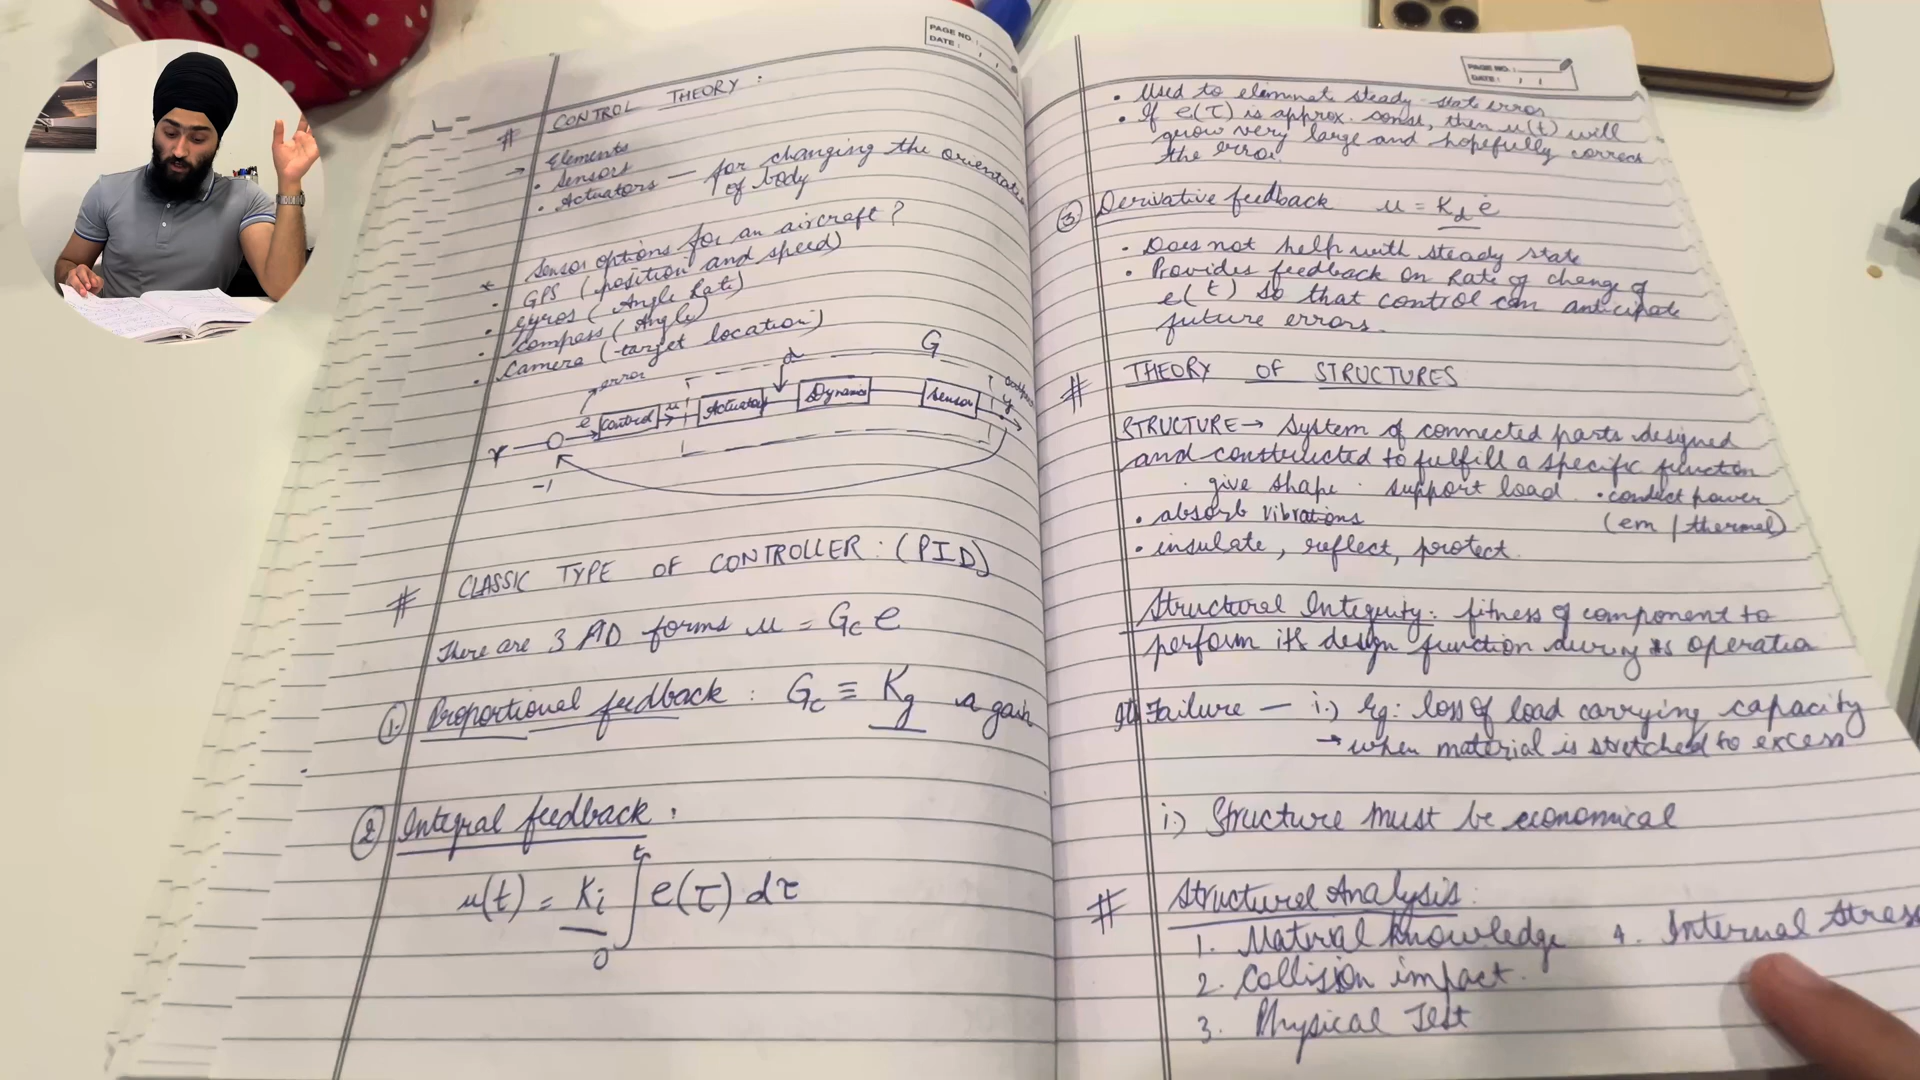 PAGE NO. :
DATE : / /
# CONTROL THEORY :
→ Elements
• Sensors
• Actuators — for changing the
of body
* Sensor options for an aircraft ?
• GPS (position and speed)
• gyros (Angle Rate)
• compass (Angle)
• Camera (target location)
error
d
G
r
e
Control
u
Actuator
Dynamic
Sensor
y
-1
# CLASSIC TYPE OF CONTROLLER : (PID)
There are 3 PID forms u = Gc e
① Proportional feedback : Gc ≡ Kg a gain
② Integral feedback :
u(t) = Ki ∫₀ᵗ e(τ) dτ
PAGE NO. :
DATE : / /
• Used to eliminate steady-state error
• If e(τ) is approx. const, then u(t) will
grow very large and hopefully correct
the error.
③ Derivative feedback u = Kd ė
• Does not help with steady state
• Provides feedback on Rate of change of
e(t) so that control can anticipate
future errors.
# THEORY OF STRUCTURES
STRUCTURE → System of connected parts designed
and constructed to fulfill a specific function
• give shape • support load • conduct power
• absorb vibrations (em / thermal)
• insulate, reflect, protect.
Structural Integrity : fitness of component to
perform its design function during its operation
Failure — i.) Eg: loss of load carrying capacity
→ when material is stretched to excess
i.) Structure must be economical
# Structural Analysis :
1. Material knowledge 4. Internal Stress
2. Collision impact.
3. Physical Test